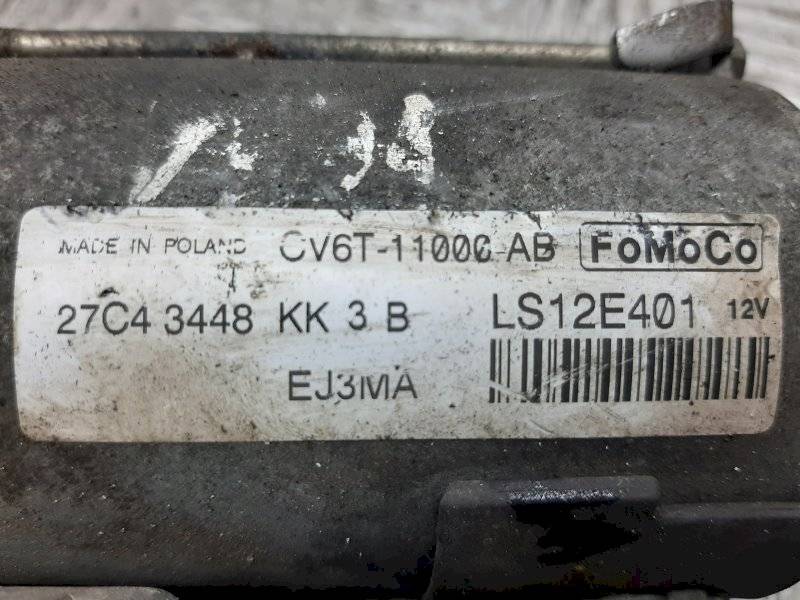 MADE IN POLAND CV6T-11000-AB FoMoCo
27C4 3448 KK 3 B LS12E401 12V
EJ3MA